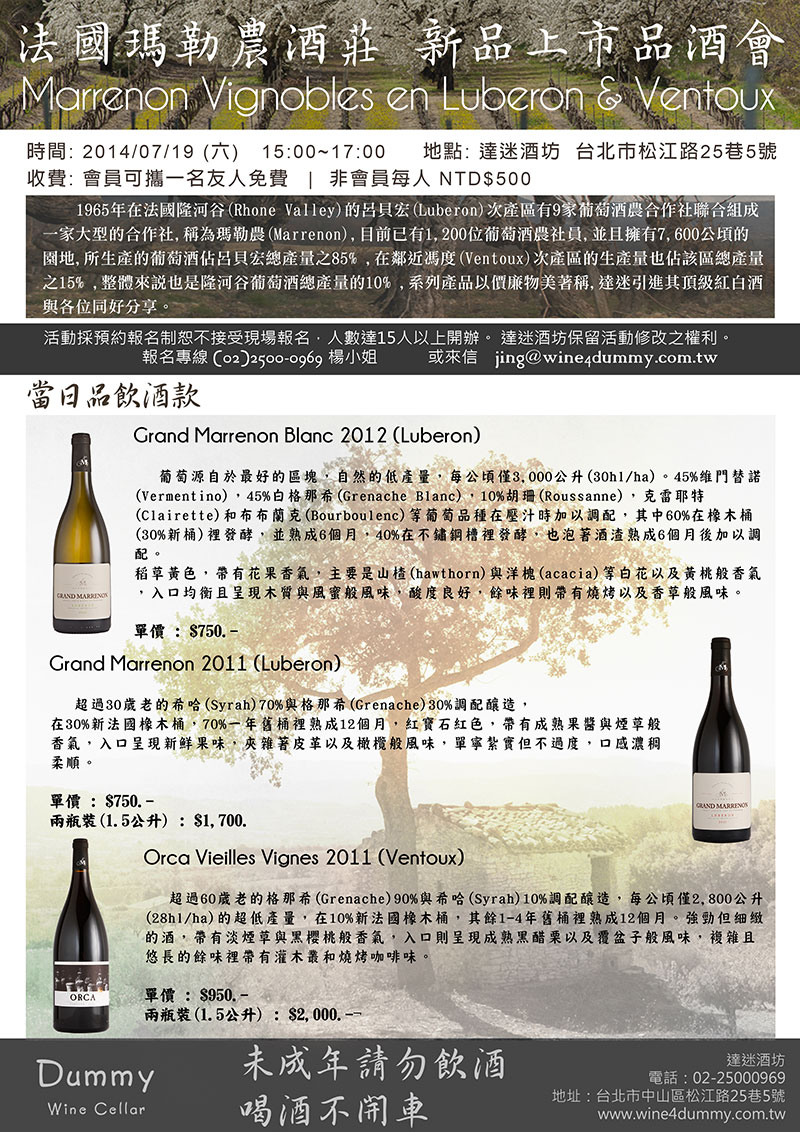 法國瑪勒農酒莊 新品上市品酒會
Marrenon Vignobles en Luberon & Ventoux
時間: 2014/07/19 (六) 15:00~17:00 地點: 達迷酒坊 台北市松江路25巷5號
收費: 會員可攜一名友人免費 | 非會員每人 NTD$500
1965年在法國隆河谷(Rhone Valley)的呂貝宏(Luberon)次產區有9家葡萄酒農合作社聯合組成
一家大型的合作社, 稱為瑪勒農(Marrenon), 目前已有1, 200位葡萄酒農社員, 並且擁有7, 600公頃的
園地, 所生產的葡萄酒佔呂貝宏總產量之85% , 在鄰近馮度(Ventoux)次產區的生產量也佔該區總產量
之15% , 整體來說也是隆河谷葡萄酒總產量的10% , 系列產品以價廉物美著稱, 達迷引進其頂級紅白酒
與各位同好分享。
活動採預約報名制恕不接受現場報名，人數達15人以上開辦。 達迷酒坊保留活動修改之權利。
報名專線 (02)2500-0969 楊小姐 或來信 jing@wine4dummy.com.tw
當日品飲酒款
Grand Marrenon Blanc 2012 (Luberon)
葡萄源自於最好的區塊，自然的低產量，每公頃僅3,000公升(30hl/ha)。45%維門替諾
(Vermentino)，45%白格那希(Grenache Blanc)，10%胡珊(Roussanne)，克雷耶特
(Clairette)和布布蘭克(Bourboulenc)等葡萄品種在壓汁時加以調配，其中60%在橡木桶
(30%新桶)裡發酵，並熟成6個月，40%在不鏽鋼槽裡發酵，也泡著酒渣熟成6個月後加以調
配。
稻草黃色，帶有花果香氣，主要是山楂(hawthorn)與洋槐(acacia)等白花以及黃桃般香氣
，入口均衡且呈現木質與風蜜般風味，酸度良好，餘味裡則帶有燒烤以及香草般風味。
單價 : $750.-
GRAND MARRENON
Grand Marrenon 2011 (Luberon)
超過30歲老的希哈(Syrah)70%與格那希(Grenache)30%調配釀造，
在30%新法國橡木桶，70%一年舊桶裡熟成12個月，紅寶石紅色，帶有成熟果醬與煙草般
香氣，入口呈現新鮮果味，夾雜著皮革以及橄欖般風味，單寧紮實但不過度，口感濃稠
柔順。
單價 : $750.-
兩瓶裝(1.5公升) : $1,700.
GRAND MARRENON
LUBERON
Orca Vieilles Vignes 2011 (Ventoux)
超過60歲老的格那希(Grenache)90%與希哈(Syrah)10%調配釀造，每公頃僅2,800公升
(28hl/ha)的超低產量，在10%新法國橡木桶，其餘1-4年舊桶裡熟成12個月。強勁但細緻
的酒，帶有淡煙草與黑櫻桃般香氣，入口則呈現成熟黑醋栗以及覆盆子般風味，複雜且
悠長的餘味裡帶有灌木叢和燒烤咖啡味。
單價 : $950.-
兩瓶裝(1.5公升) : $2,000.--
ORCA
Dummy
Wine Cellar
未成年請勿飲酒
喝酒不開車
達迷酒坊
電話：02-25000969
地址：台北市中山區松江路25巷5號
www.wine4dummy.com.tw